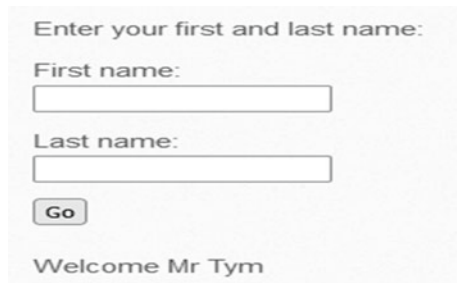 Enter your first and last name:
First name:
Last name:
Go
Welcome Mr Tym